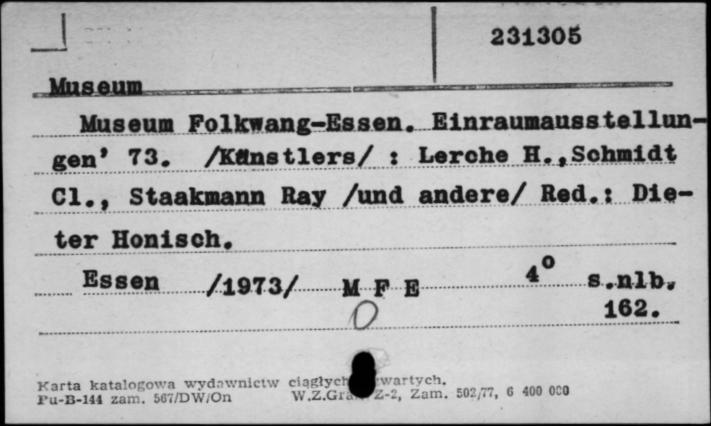 231305
Museum
Museum Folkwang-Essen. Einraumausstellun-
gen' 73. /Künstlers/ : Lerche H.,Schmidt
Cl., Staakmann Ray /und andere/ Red.: Die-
ter Honisch.
Essen /1973/ M F E 4° s.nlb.
162.
Karta katalogowa wydawnictw ciągłych
Pu-B-144 zam. 567/DW/On W.Z.Graf. Z-2, Zam. 502/77, 6 400 000